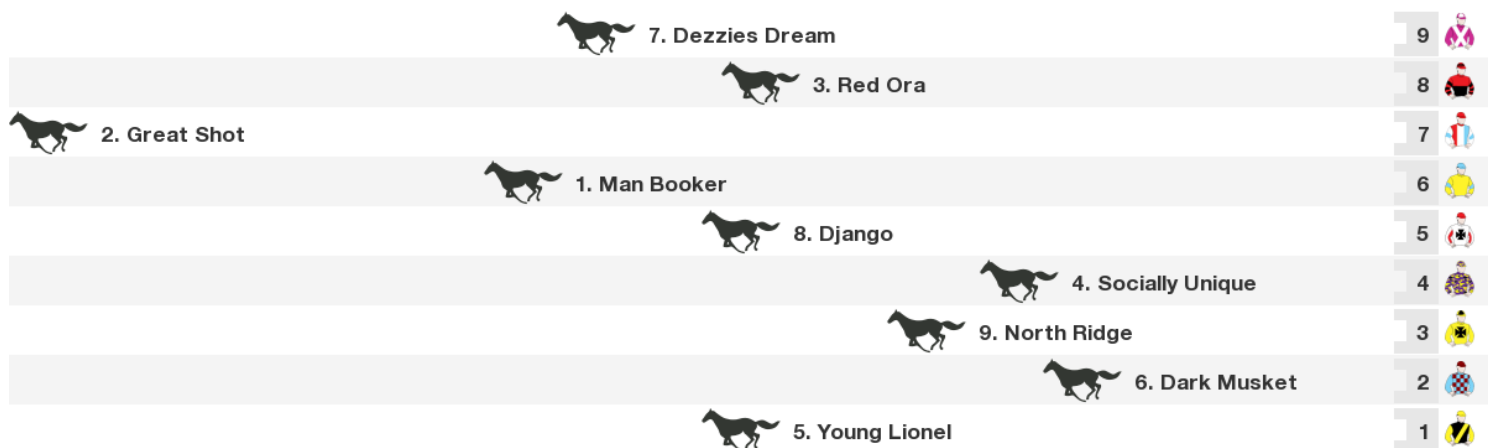 7. Dezzies Dream 9
3. Red Ora 8
2. Great Shot 7
1. Man Booker 6
8. Django 5
4. Socially Unique 4
9. North Ridge 3
6. Dark Musket 2
5. Young Lionel 1